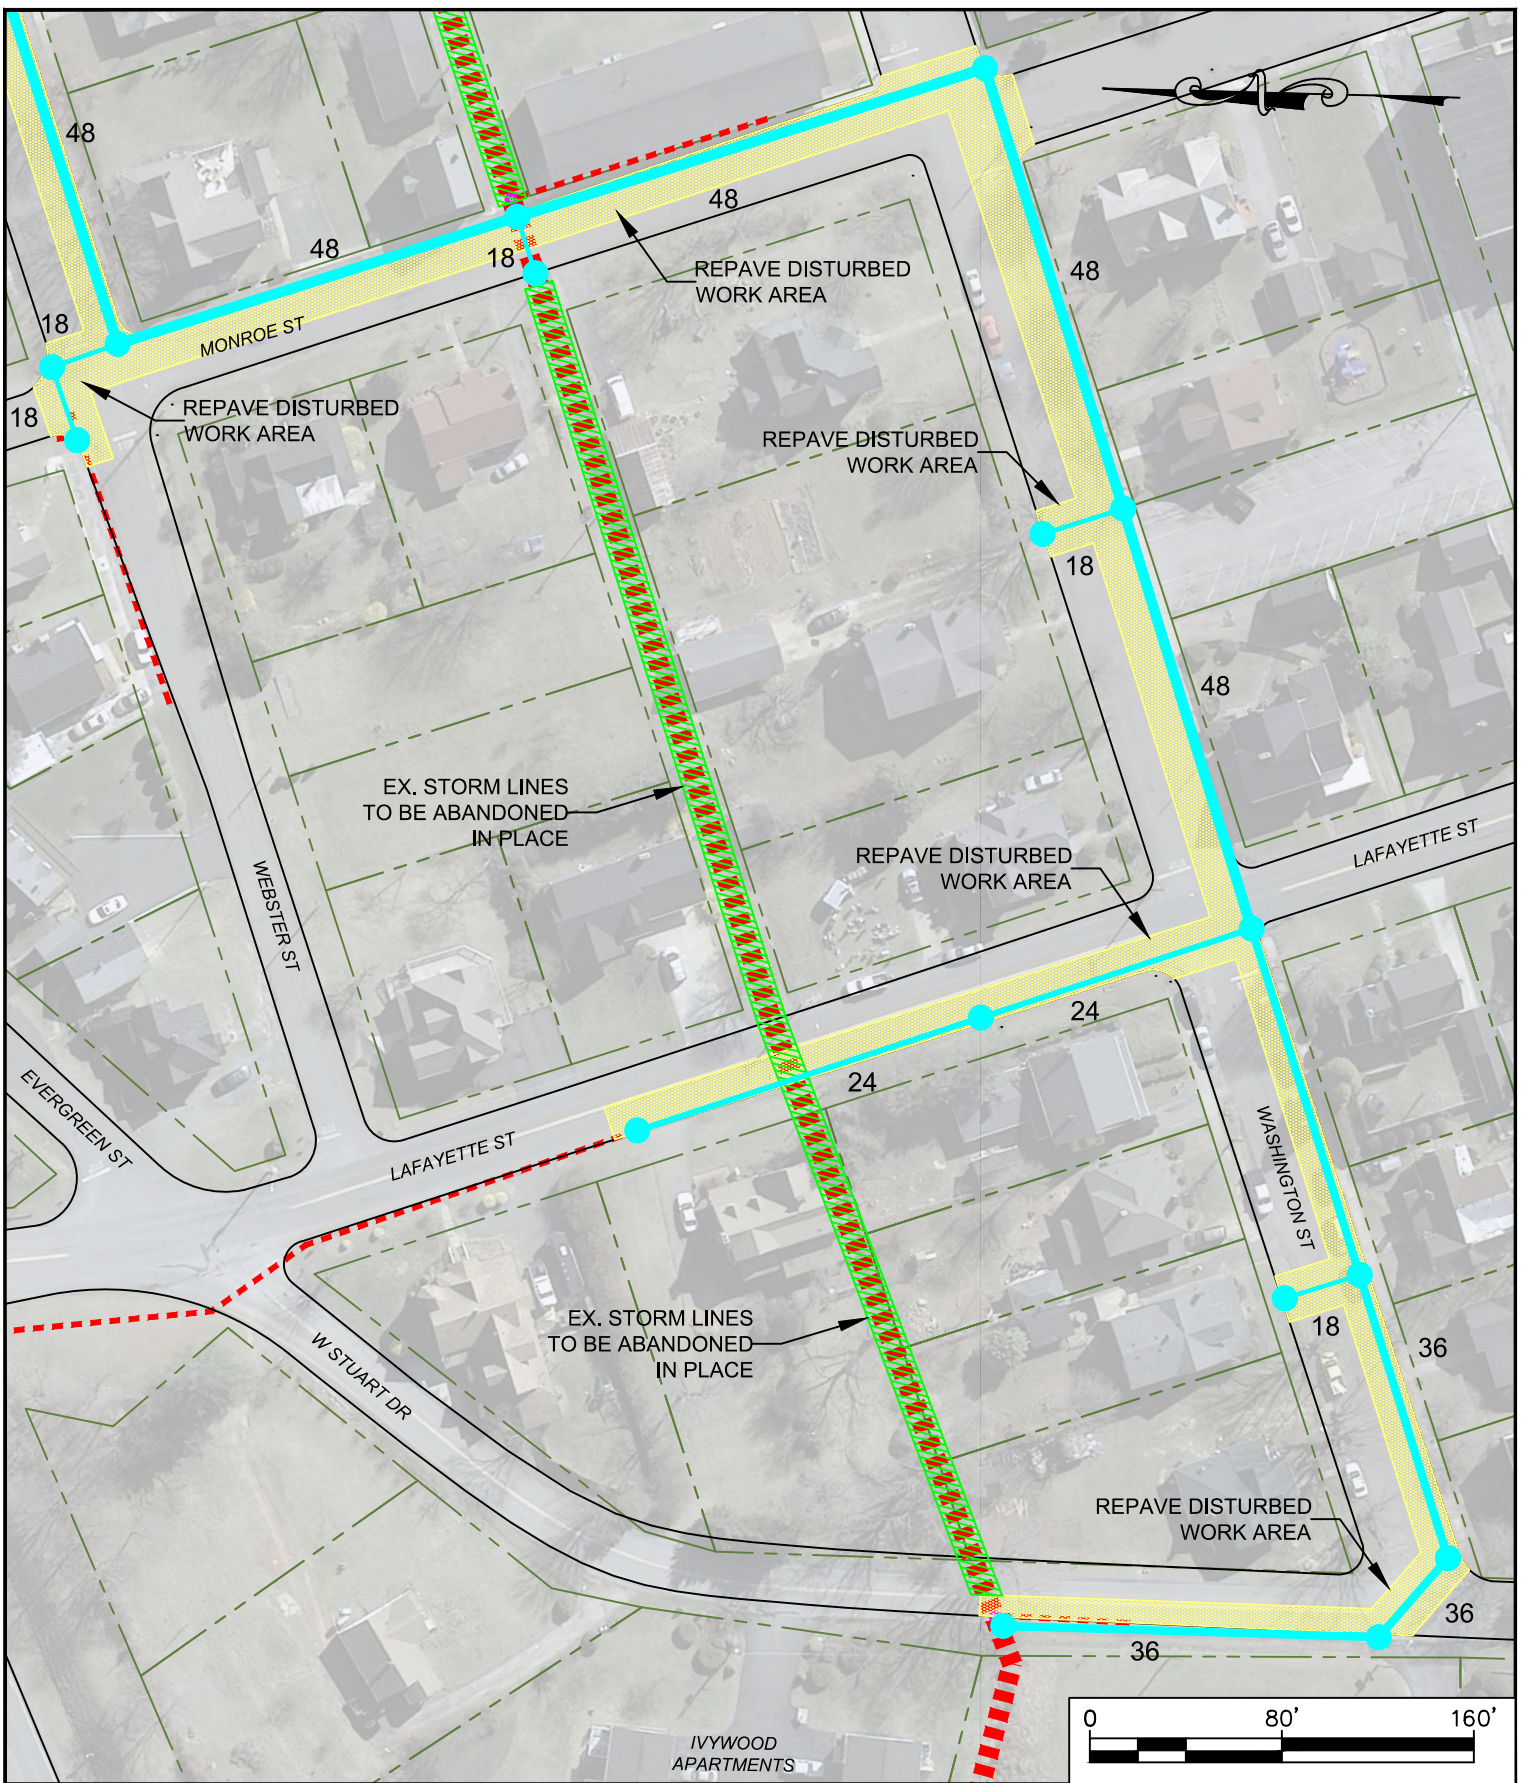 48
48
48
18
48
REPAVE DISTURBED
WORK AREA
18
MONROE ST
REPAVE DISTURBED
WORK AREA
18
REPAVE DISTURBED
WORK AREA
18
48
EX. STORM LINES
TO BE ABANDONED
IN PLACE
LAFAYETTE ST
REPAVE DISTURBED
WORK AREA
WEBSTER ST
24
24
EVERGREEN ST
LAFAYETTE ST
WASHINGTON ST
EX. STORM LINES
TO BE ABANDONED
IN PLACE
18
36
W STUART DR
REPAVE DISTURBED
WORK AREA
36
36
IVYWOOD
APARTMENTS
0 80' 160'